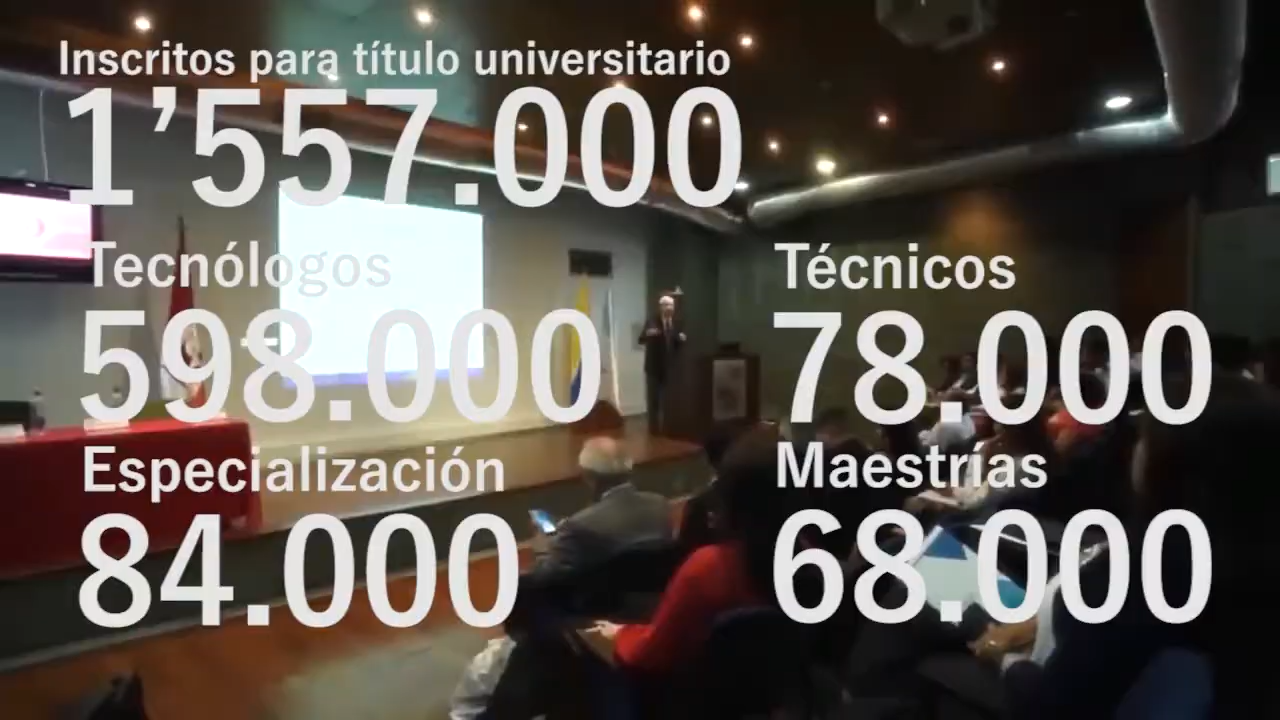 Inscritos para título universitario
1’557.000
Tecnólogos
598.000
Técnicos
78.000
Especialización
84.000
Maestrías
68.000